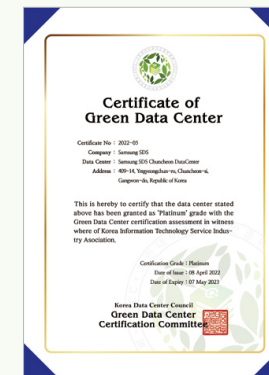 Certificate of
Green Data Center
Certificate No : 2022-03
Company : Samsung SDS
Data Center : Samsung SDS Chuncheon DataCenter
Address : 409-14, Yeongseo-ro, Chuncheon-si,
Gangwon-do, Republic of Korea
This is hereby to certify that the data center stated
above has been granted as "Platinum" grade with the
Green Data Center certification assessment in witness
where of Korea Information Technology Service Indus-
try Asociation.
Certification Grade : Platinum
Date of Issue : 08 April 2022
Date of Expiry : 07 May 2023
Korea Data Center Council
Green Data Center
Certification Committee